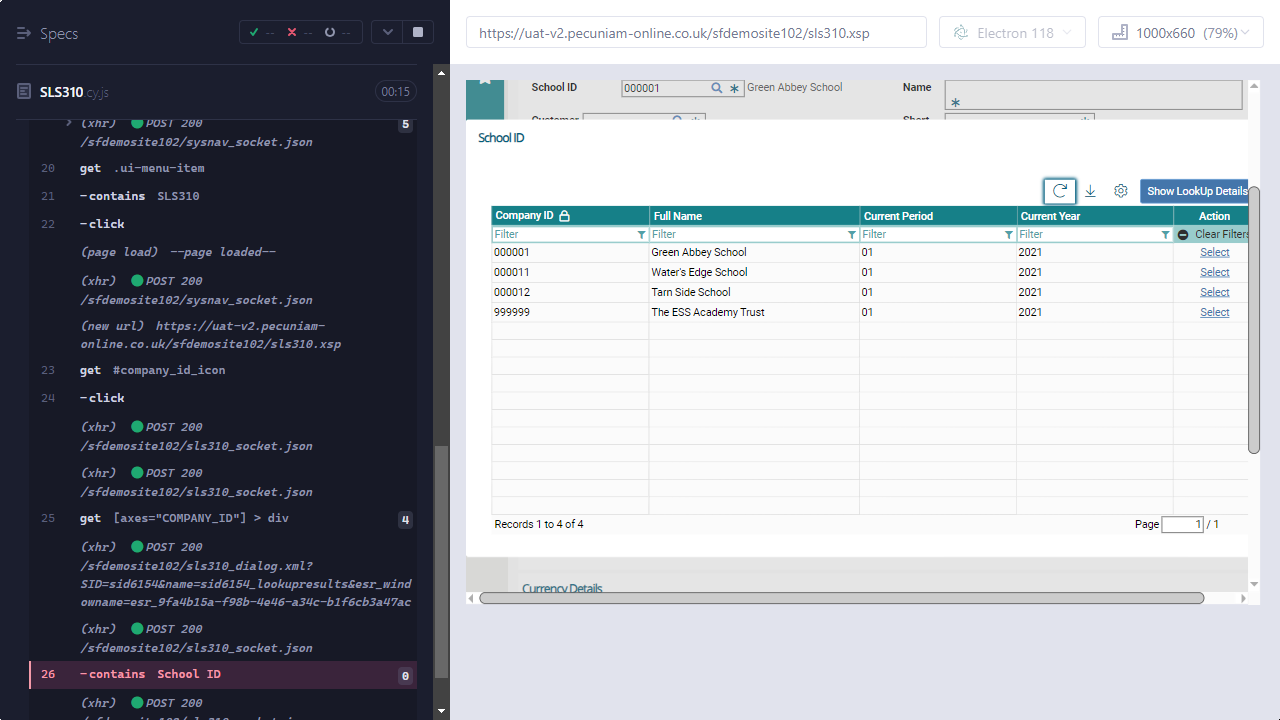 Specs
-- -- --
https://uat-v2.pecuniam-online.co.uk/sfdemosite102/sls310.xsp
Electron 118
1000x660 (79%)
SLS310.cy.js
00:15
(xhr) POST 200 5
/sfdemosite102/sysnav_socket.json
20 get .ui-menu-item
21 -contains SLS310
22 -click
(page load) --page loaded--
(xhr) POST 200
/sfdemosite102/sysnav_socket.json
(new url) https://uat-v2.pecuniam-
online.co.uk/sfdemosite102/sls310.xsp
23 get #company_id_icon
24 -click
(xhr) POST 200
/sfdemosite102/sls310_socket.json
(xhr) POST 200
/sfdemosite102/sls310_socket.json
25 get [axes="COMPANY_ID"] > div 4
(xhr) POST 200
/sfdemosite102/sls310_dialog.xml?
SID=sid6154&name=sid6154_lookupresults&esr_wind
owname=esr_9fa4b15a-f98b-4e46-a34c-b1f6cb3a47ac
(xhr) POST 200
/sfdemosite102/sls310_socket.json
26 -contains School ID 0
(xhr) POST 200
School ID 000001 * Green Abbey School Name *
Customer Short
School ID
Show LookUp Details
Company ID Full Name Current Period Current Year Action
Filter Filter Filter Filter Clear Filters
000001 Green Abbey School 01 2021 Select
000011 Water's Edge School 01 2021 Select
000012 Tarn Side School 01 2021 Select
999999 The ESS Academy Trust 01 2021 Select
Records 1 to 4 of 4 Page 1 / 1
Currency Details